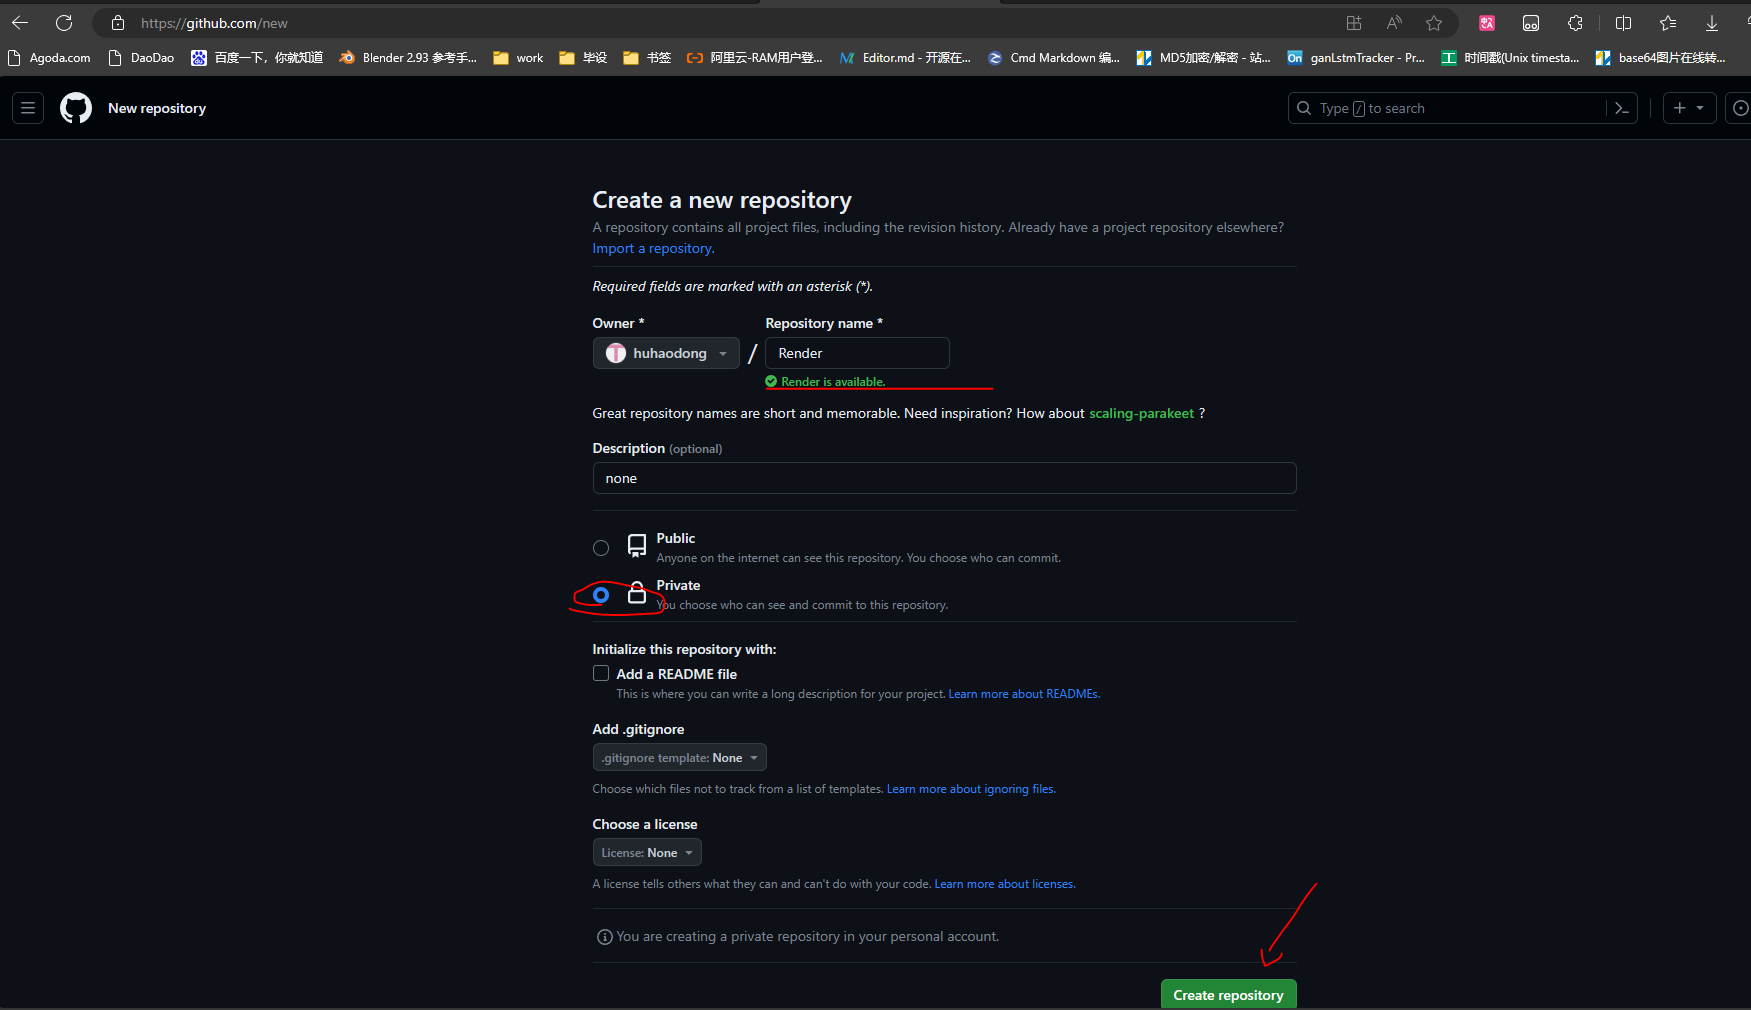 https://github.com/new
Agoda.com
DaoDao
百度一下，你就知道
Blender 2.93 参考手...
work
毕设
书签
阿里云-RAM用户登...
Editor.md - 开源在...
Cmd Markdown 编...
MD5加密/解密 - 站...
On
ganLstmTracker - Pr...
工
时间戳(Unix timesta...
base64图片在线转...
New repository
Type / to search
Create a new repository
A repository contains all project files, including the revision history. Already have a project repository elsewhere?
Import a repository.
Required fields are marked with an asterisk (*).
Owner *
Repository name *
huhaodong
/
Render
Render is available.
Great repository names are short and memorable. Need inspiration? How about scaling-parakeet ?
Description (optional)
none
Public
Anyone on the internet can see this repository. You choose who can commit.
Private
You choose who can see and commit to this repository.
Initialize this repository with:
Add a README file
This is where you can write a long description for your project. Learn more about READMEs.
Add .gitignore
.gitignore template: None
Choose which files not to track from a list of templates. Learn more about ignoring files.
Choose a license
License: None
A license tells others what they can and can't do with your code. Learn more about licenses.
You are creating a private repository in your personal account.
Create repository